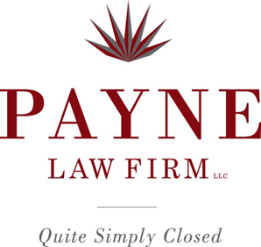 PAYNE
LAW FIRM LLC
Quite Simply Closed